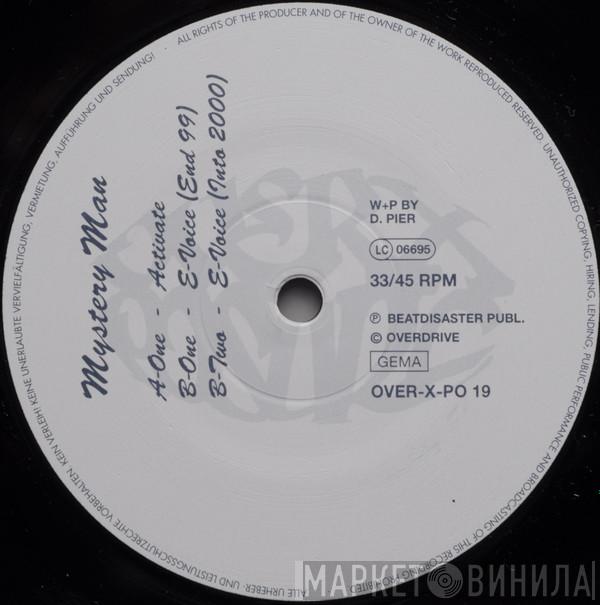 Mystery Man
A-One - Activate
B-One - E-Voice (End 99)
B-Two - E-Voice (Into 2000)
W+P BY
D. PIER
LC 06695
33/45 RPM
℗ BEATDISASTER PUBL.
© OVERDRIVE
GEMA
OVER-X-PO 19
ALL RIGHTS OF THE PRODUCER AND OF THE OWNER OF THE WORK REPRODUCED RESERVED. UNAUTHORIZED COPYING, HIRING, LENDING, PUBLIC PERFORMANCE AND BROADCASTING OF THIS RECORDING PROHIBITED
ALLE URHEBER- UND LEISTUNGSSCHUTZRECHTE VORBEHALTEN. KEIN VERLEIH! KEINE UNERLAUBTE VERVIELFÄLTIGUNG, VERMIETUNG, AUFFÜHRUNG UND SENDUNG!
МАРКЕТ ВИНИЛА